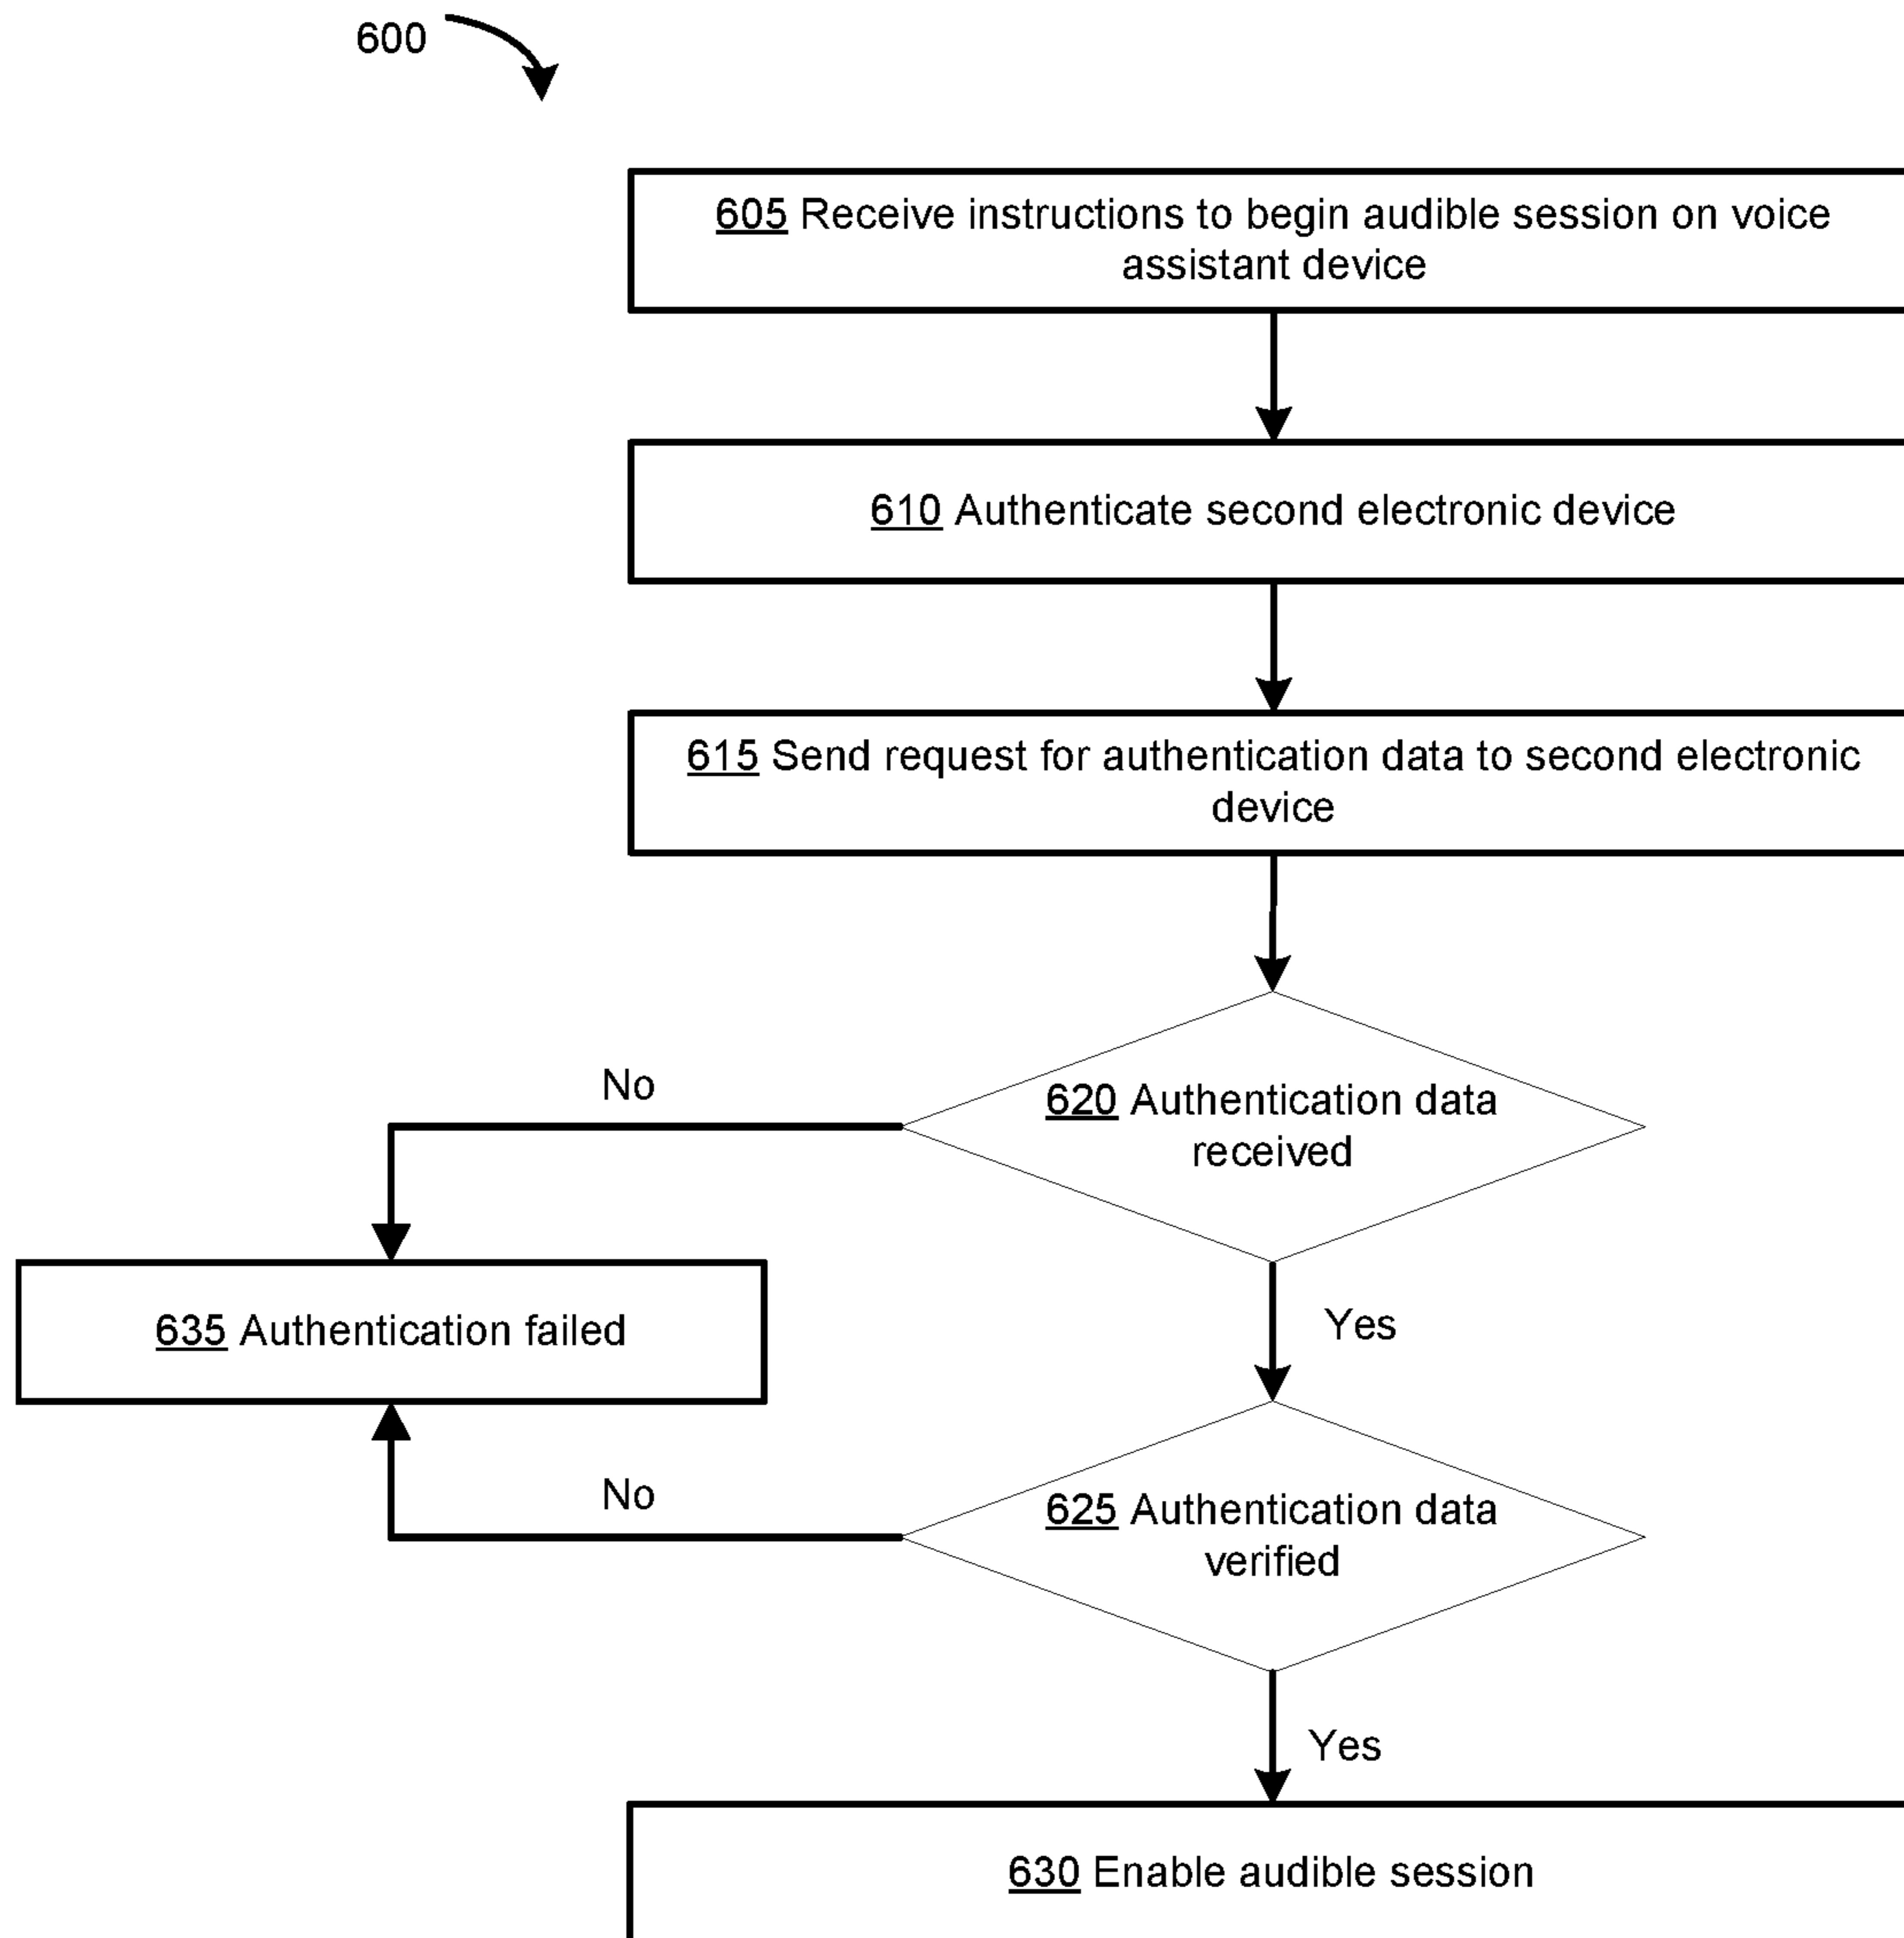 600
605 Receive instructions to begin audible session on voice
assistant device
610 Authenticate second electronic device
615 Send request for authentication data to second electronic
device
No
620 Authentication data
received
635 Authentication failed
Yes
No
625 Authentication data
verified
Yes
630 Enable audible session